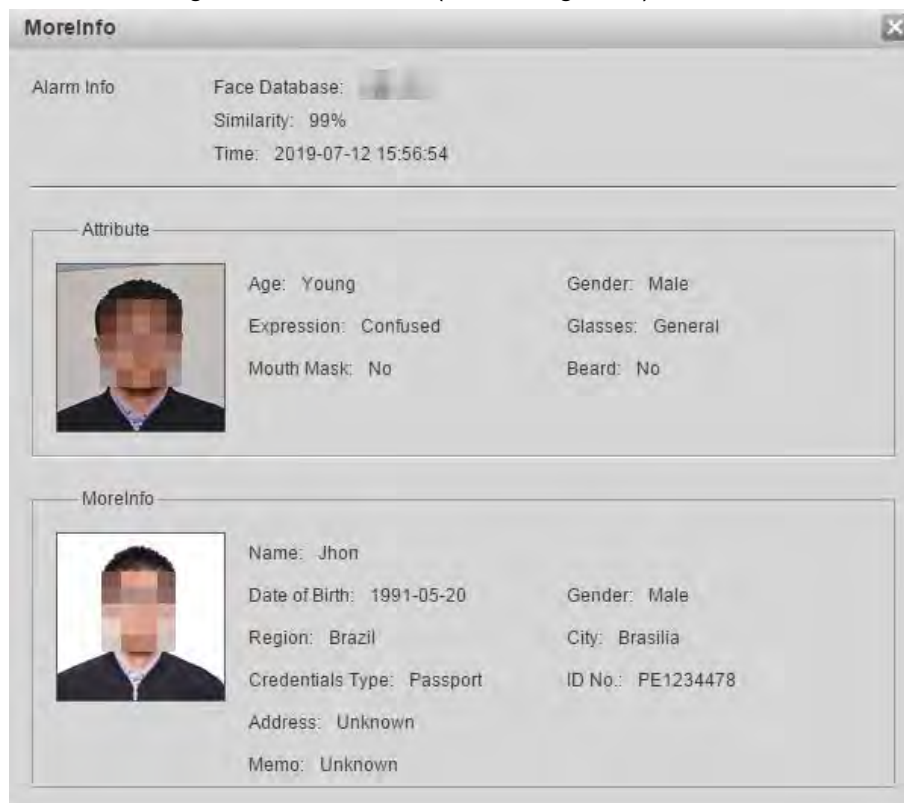 MoreInfo
Alarm Info Face Database:
Similarity: 99%
Time: 2019-07-12 15:56:54
Attribute
Age: Young Gender: Male
Expression: Confused Glasses: General
Mouth Mask: No Beard: No
MoreInfo
Name: Jhon
Date of Birth: 1991-05-20 Gender: Male
Region: Brazil City: Brasilia
Credentials Type: Passport ID No.: PE1234478
Address: Unknown
Memo: Unknown